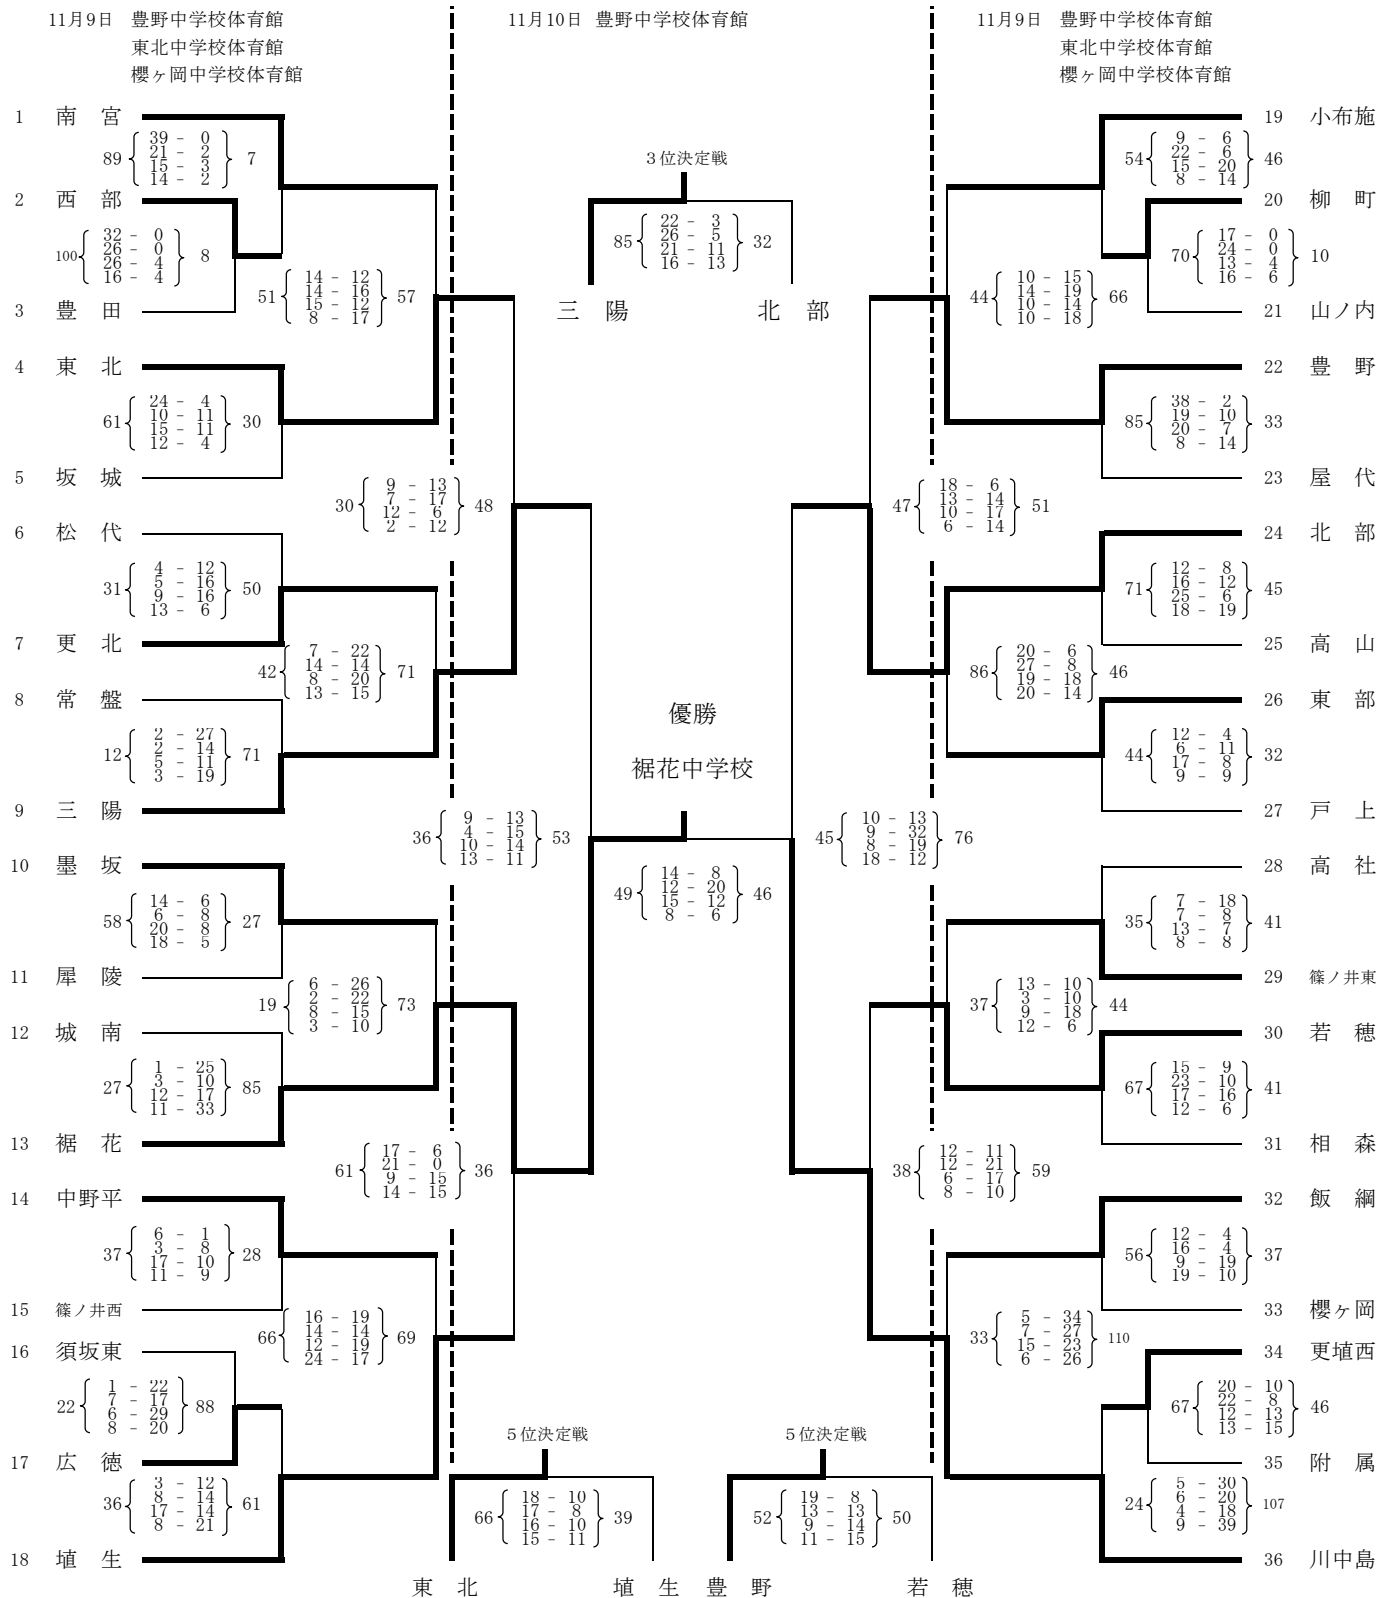 11月9日 豊野中学校体育館
東北中学校体育館
櫻ヶ岡中学校体育館
11月10日 豊野中学校体育館
11月9日 豊野中学校体育館
東北中学校体育館
櫻ヶ岡中学校体育館
1 南 宮
89 39 - 0 7
21 - 2
15 - 3
14 - 2
2 西 部
100 32 - 0 8
26 - 0
26 - 4
16 - 4
3 豊 田
51 14 - 12 57
14 - 16
15 - 12
8 - 17
4 東 北
61 24 - 4 30
10 - 11
15 - 11
12 - 4
5 坂 城
30 9 - 13 48
7 - 17
12 - 6
2 - 12
6 松 代
31 4 - 12 50
5 - 16
9 - 16
13 - 6
7 更 北
42 7 - 22 71
14 - 14
8 - 20
13 - 15
8 常 盤
12 2 - 27 71
2 - 14
5 - 11
3 - 19
9 三 陽
36 9 - 13 53
4 - 15
10 - 14
13 - 11
10 墨 坂
58 14 - 6 27
6 - 8
20 - 8
18 - 5
11 犀 陵
19 6 - 26 73
2 - 22
8 - 15
3 - 10
12 城 南
27 1 - 25 85
3 - 10
12 - 17
11 - 33
13 裾 花
61 17 - 6 36
21 - 0
9 - 15
14 - 15
14 中野平
37 6 - 1 28
3 - 8
17 - 10
11 - 9
15 篠ノ井西
66 16 - 19 69
14 - 14
12 - 19
24 - 17
16 須坂東
22 1 - 22 88
7 - 17
6 - 29
8 - 20
17 広 徳
36 3 - 12 61
8 - 14
17 - 14
8 - 21
18 埴 生
3位決定戦
85 22 - 3 32
26 - 5
21 - 11
16 - 13
三 陽 北 部
優勝
裾花中学校
49 14 - 8 46
12 - 20
15 - 12
8 - 6
5位決定戦
66 18 - 10 39
17 - 8
16 - 10
15 - 11
東 北 埴 生
5位決定戦
52 19 - 8 50
13 - 13
9 - 14
11 - 15
豊 野 若 穂
19 小布施
54 9 - 6 46
22 - 6
15 - 20
8 - 14
20 柳 町
70 17 - 0 10
24 - 0
13 - 4
16 - 6
21 山ノ内
44 10 - 15 66
14 - 19
10 - 14
10 - 18
22 豊 野
85 38 - 2 33
19 - 10
20 - 7
8 - 14
23 屋 代
47 18 - 6 51
13 - 14
10 - 17
6 - 14
24 北 部
71 12 - 8 45
16 - 12
25 - 6
18 - 19
25 高 山
86 20 - 6 46
27 - 8
19 - 18
20 - 14
26 東 部
44 12 - 4 32
6 - 11
17 - 8
9 - 9
27 戸 上
45 10 - 13 76
9 - 32
8 - 19
18 - 12
28 高 社
35 7 - 18 41
7 - 8
13 - 7
8 - 8
29 篠ノ井東
37 13 - 10 44
3 - 10
9 - 18
12 - 6
30 若 穂
67 15 - 9 41
23 - 10
17 - 16
12 - 6
31 相 森
38 12 - 11 59
12 - 21
6 - 17
8 - 10
32 飯 綱
56 12 - 4 37
16 - 4
9 - 19
19 - 10
33 櫻ヶ岡
33 5 - 34 110
7 - 27
15 - 23
6 - 26
34 更埴西
67 20 - 10 46
22 - 8
12 - 13
13 - 15
35 附 属
24 5 - 30 107
6 - 20
4 - 18
9 - 39
36 川中島